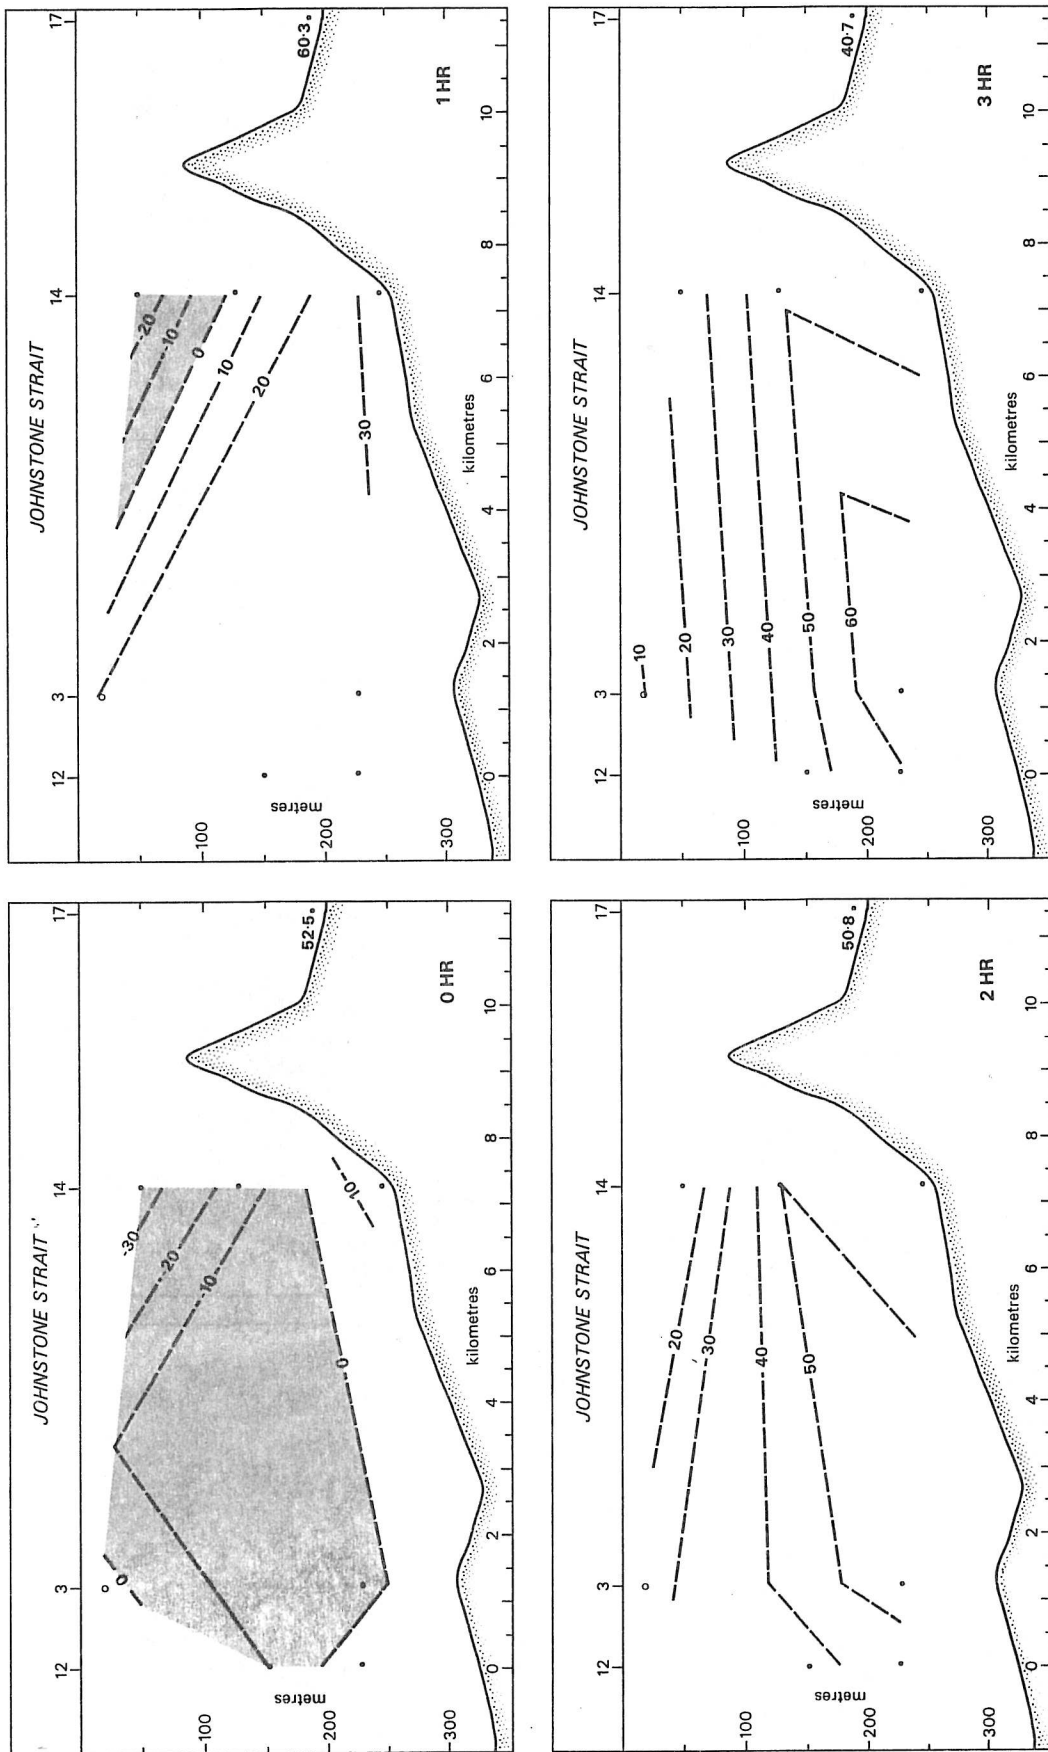 JOHNSTONE STRAIT
12 3 14 17
0
-30
-20
-10
100
0
10
200
metres
52·5
300
0 2 4 6 8 10
kilometres
0 HR
JOHNSTONE STRAIT
12 3 14 17
-20
-10
0
10
100
20
200
metres
60·3
30
300
0 2 4 6 8 10
kilometres
1 HR
JOHNSTONE STRAIT
12 3 14 17
20
30
100
40
50
200
metres
50·8
300
0 2 4 6 8 10
kilometres
2 HR
JOHNSTONE STRAIT
12 3 14 17
10
20
30
100
40
50
60
200
metres
40·7
300
0 2 4 6 8 10
kilometres
3 HR